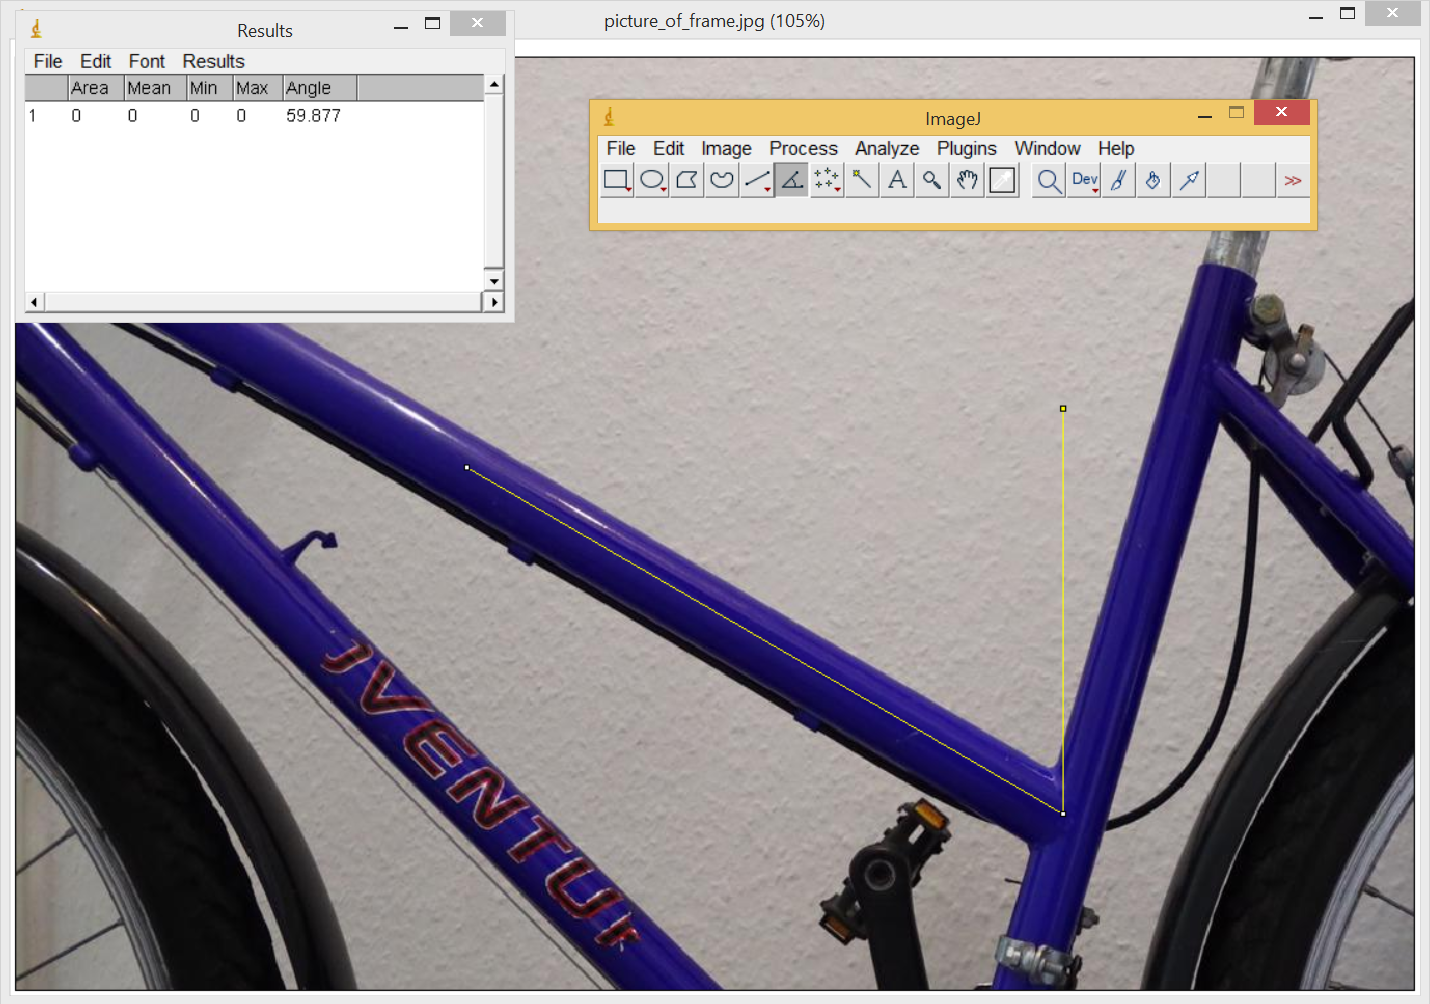 picture_of_frame.jpg (105%)
Results
File Edit Font Results
Area Mean Min Max Angle
1 0 0 0 0 59.877
ImageJ
File Edit Image Process Analyze Plugins Window Help
A Dev >>